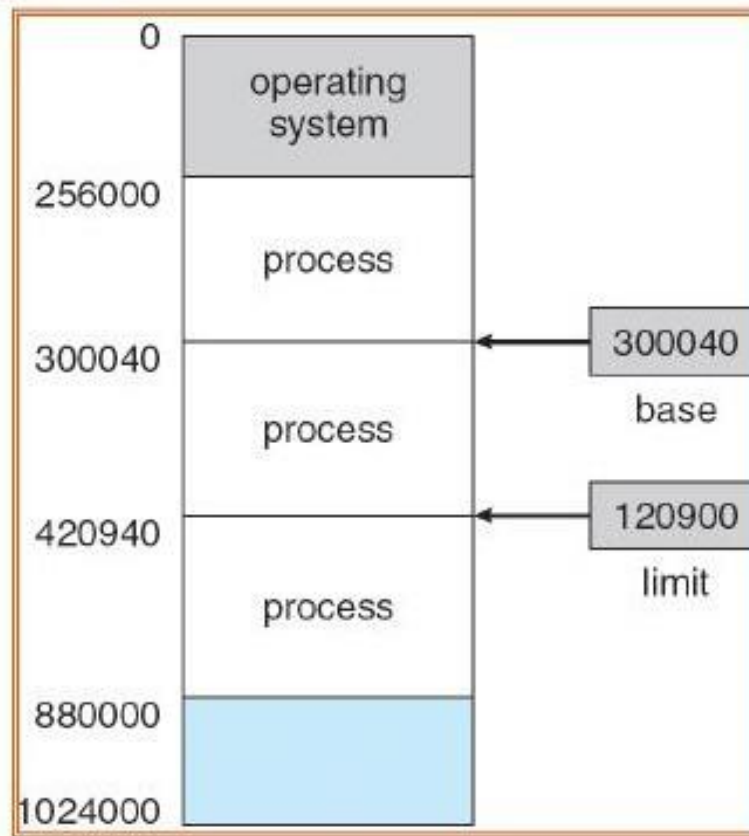 0
operating
system
256000
process
300040
300040
base
process
420940
120900
limit
process
880000
1024000